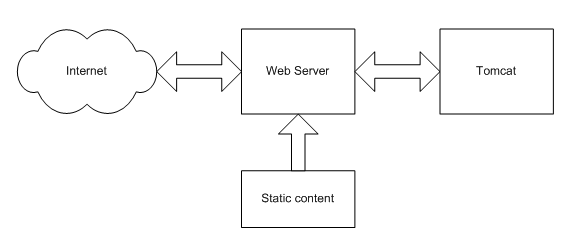 Internet
Web Server
Tomcat
Static content